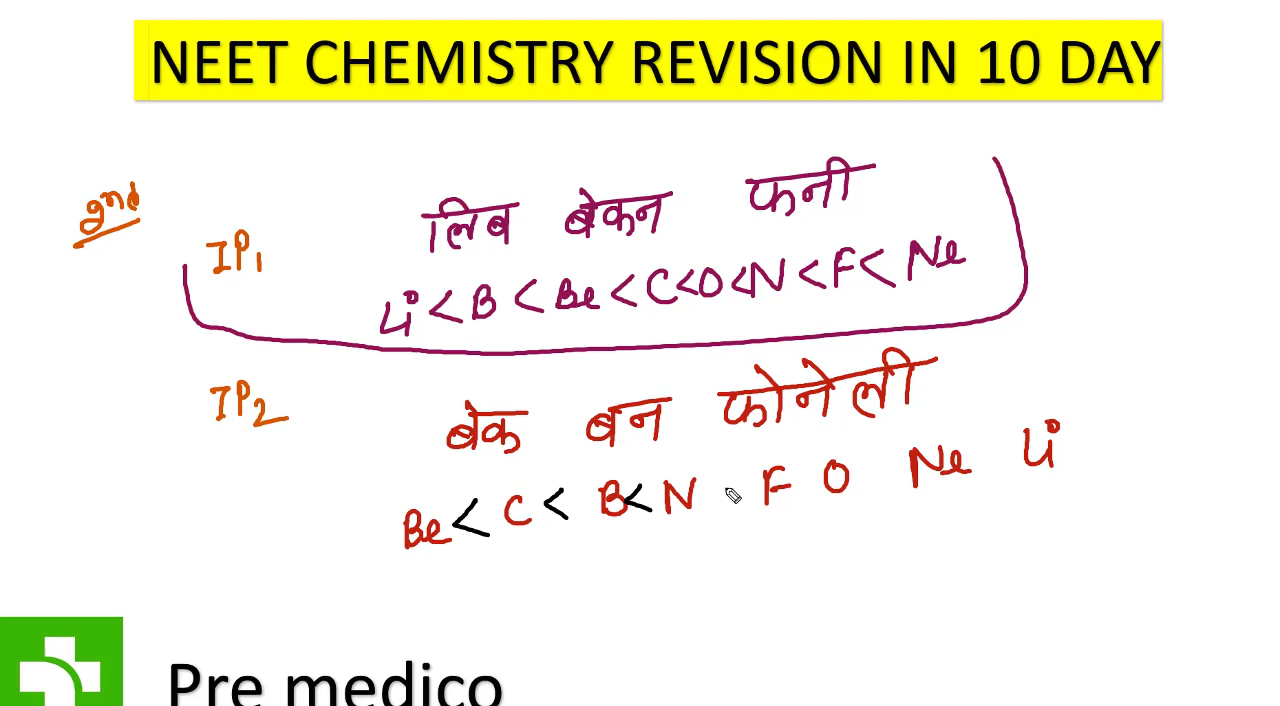 NEET CHEMISTRY REVISION IN 10 DAY
2nd
लिब बेकन फनी
IP1
Li < B < Be < C < O < N < F < Ne
IP2
बेक बन फोनेली
Be < C < B < N F O Ne Li
Pre medico